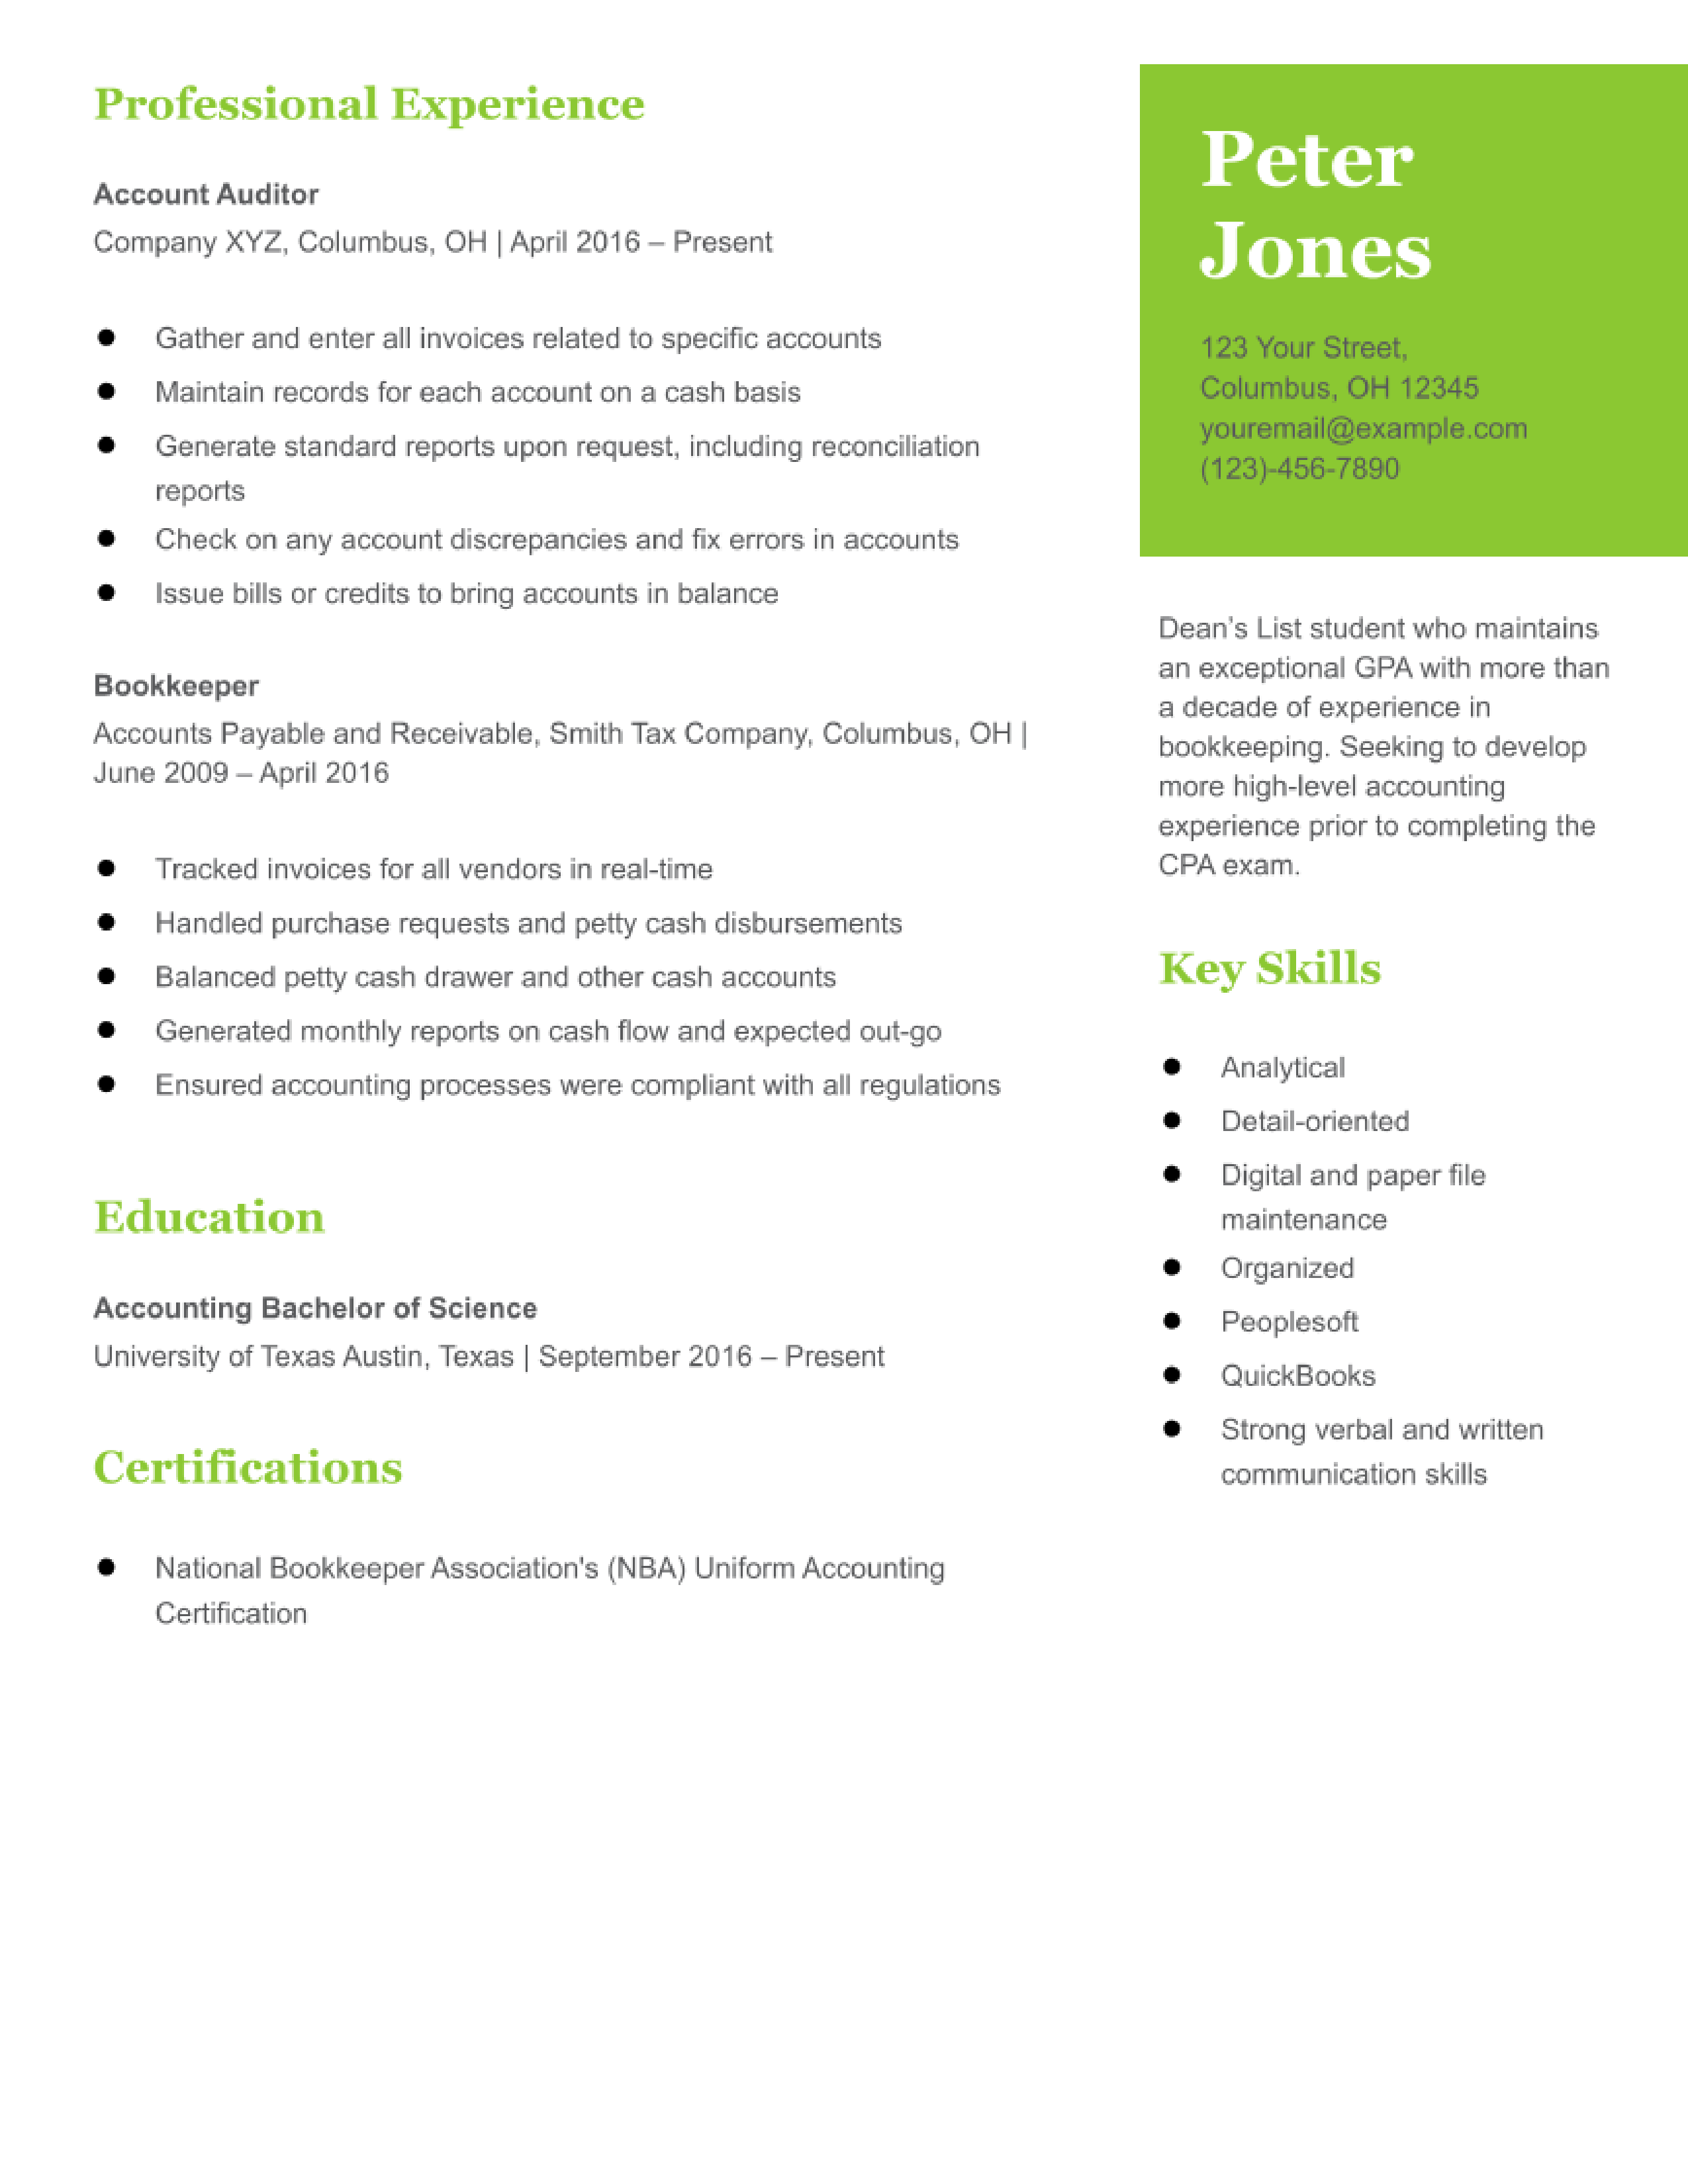 Professional Experience
Account Auditor
Company XYZ, Columbus, OH | April 2016 – Present
● Gather and enter all invoices related to specific accounts
● Maintain records for each account on a cash basis
● Generate standard reports upon request, including reconciliation
reports
● Check on any account discrepancies and fix errors in accounts
● Issue bills or credits to bring accounts in balance
Bookkeeper
Accounts Payable and Receivable, Smith Tax Company, Columbus, OH |
June 2009 – April 2016
● Tracked invoices for all vendors in real-time
● Handled purchase requests and petty cash disbursements
● Balanced petty cash drawer and other cash accounts
● Generated monthly reports on cash flow and expected out-go
● Ensured accounting processes were compliant with all regulations
Education
Accounting Bachelor of Science
University of Texas Austin, Texas | September 2016 – Present
Certifications
● National Bookkeeper Association's (NBA) Uniform Accounting
Certification
Peter
Jones
123 Your Street,
Columbus, OH 12345
youremail@example.com
(123)-456-7890
Dean’s List student who maintains
an exceptional GPA with more than
a decade of experience in
bookkeeping. Seeking to develop
more high-level accounting
experience prior to completing the
CPA exam.
Key Skills
● Analytical
● Detail-oriented
● Digital and paper file
maintenance
● Organized
● Peoplesoft
● QuickBooks
● Strong verbal and written
communication skills